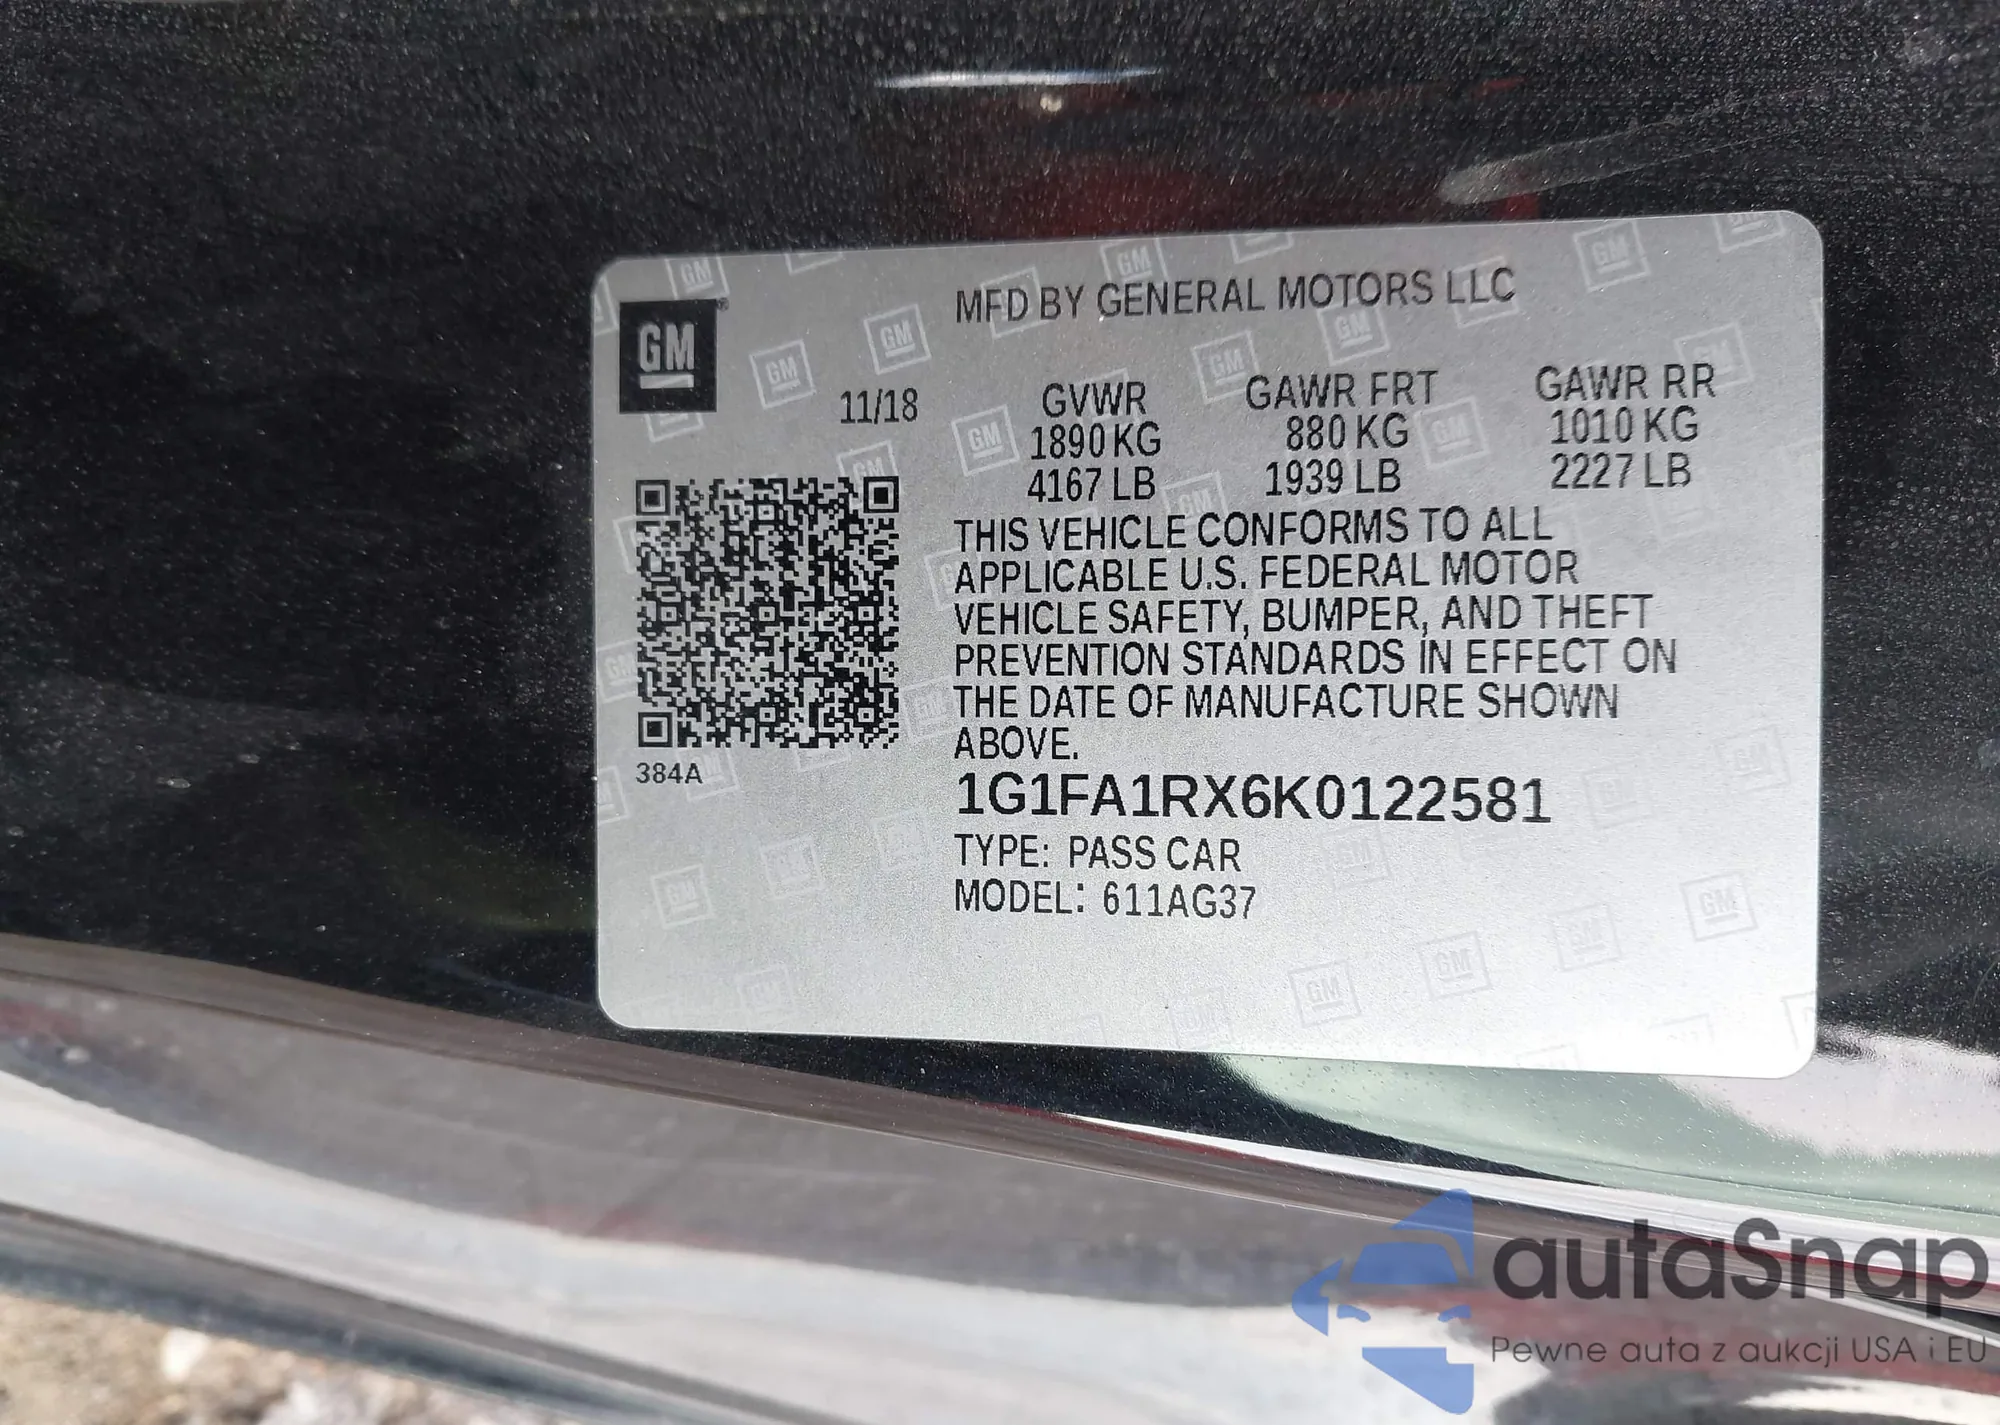 GM
MFD BY GENERAL MOTORS LLC
11/18
GVWR GAWR FRT GAWR RR
1890 KG 880 KG 1010 KG
4167 LB 1939 LB 2227 LB
THIS VEHICLE CONFORMS TO ALL
APPLICABLE U.S. FEDERAL MOTOR
VEHICLE SAFETY, BUMPER, AND THEFT
PREVENTION STANDARDS IN EFFECT ON
THE DATE OF MANUFACTURE SHOWN
ABOVE.
384A
1G1FA1RX6K0122581
TYPE: PASS CAR
MODEL: 611AG37
autaSnap
Pewne auta z aukcji USA i EU